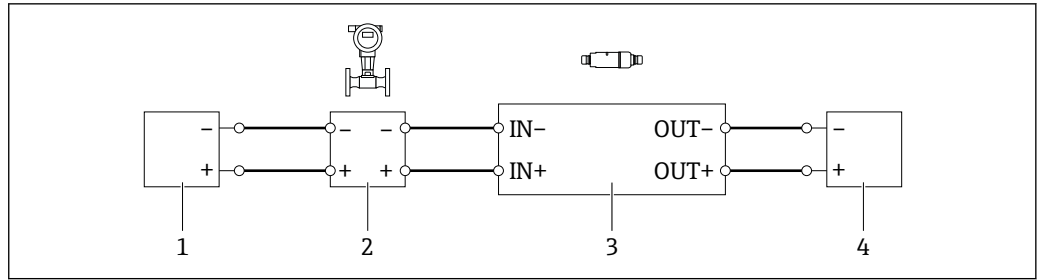 − − − IN− OUT− −
+ + + IN+ OUT+ +
1 2 3 4